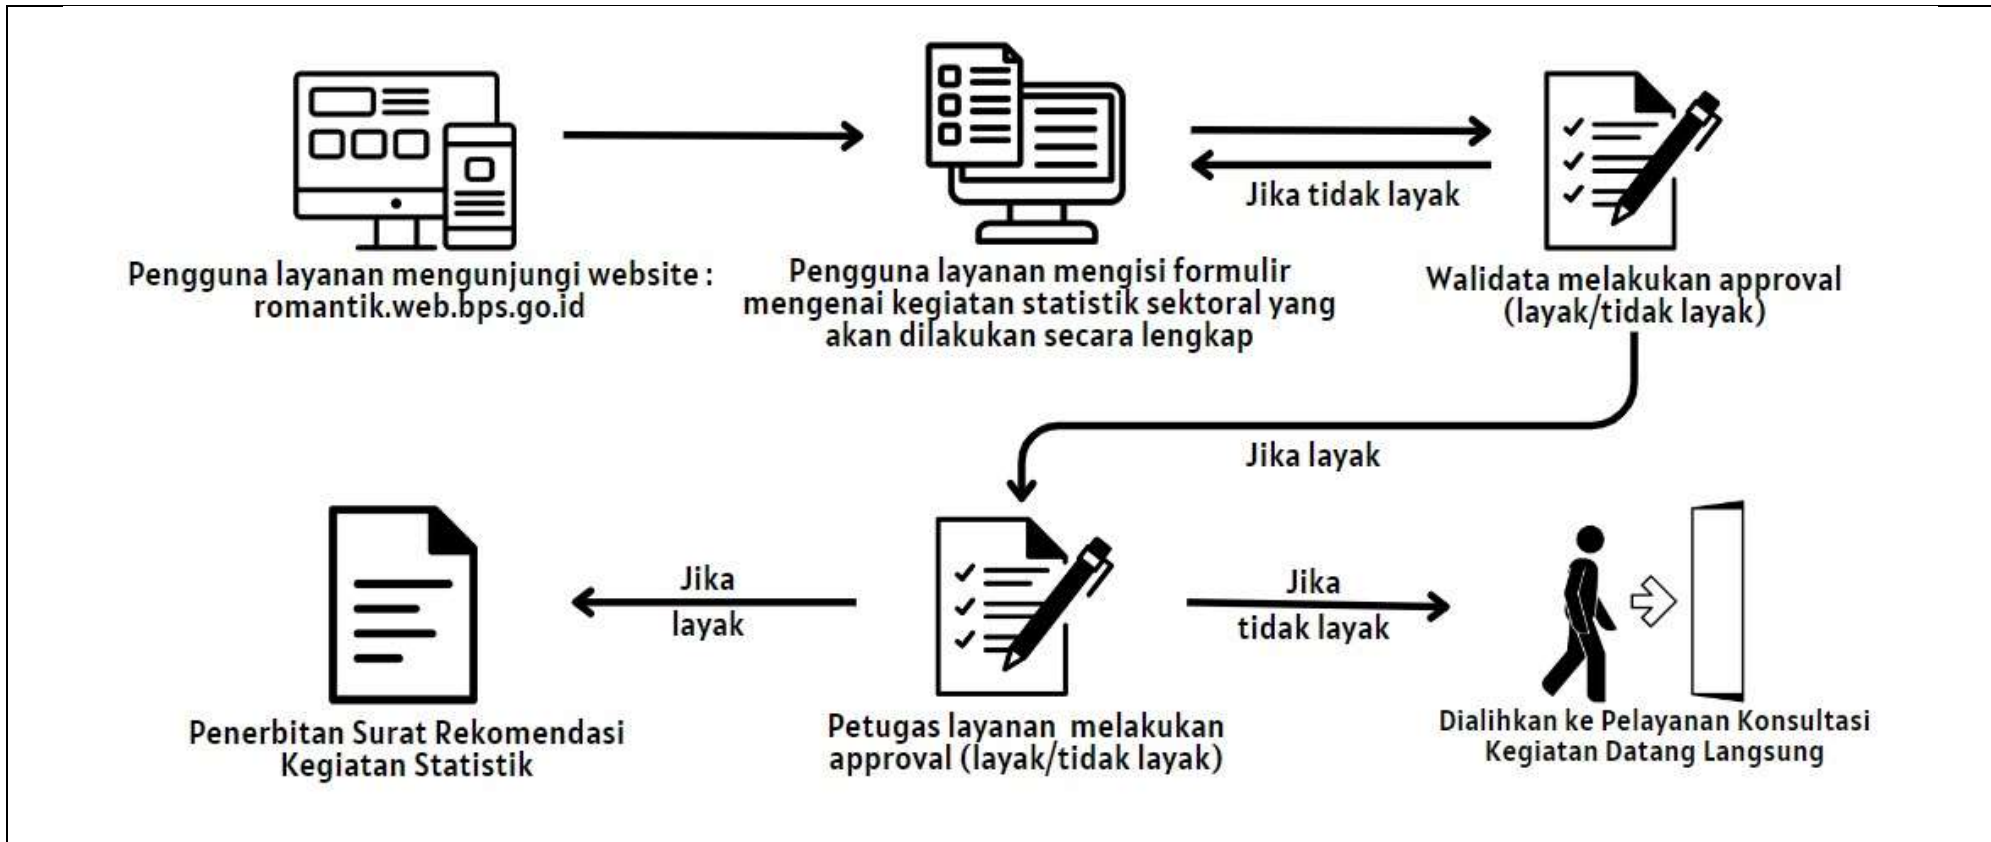 Pengguna layanan mengunjungi website :
romantik.web.bps.go.id
Pengguna layanan mengisi formulir
mengenai kegiatan statistik sektoral yang
akan dilakukan secara lengkap
Jika tidak layak
Walidata melakukan approval
(layak/tidak layak)
Jika layak
Penerbitan Surat Rekomendasi
Kegiatan Statistik
Jika
layak
Petugas layanan melakukan
approval (layak/tidak layak)
Jika
tidak layak
Dialihkan ke Pelayanan Konsultasi
Kegiatan Datang Langsung